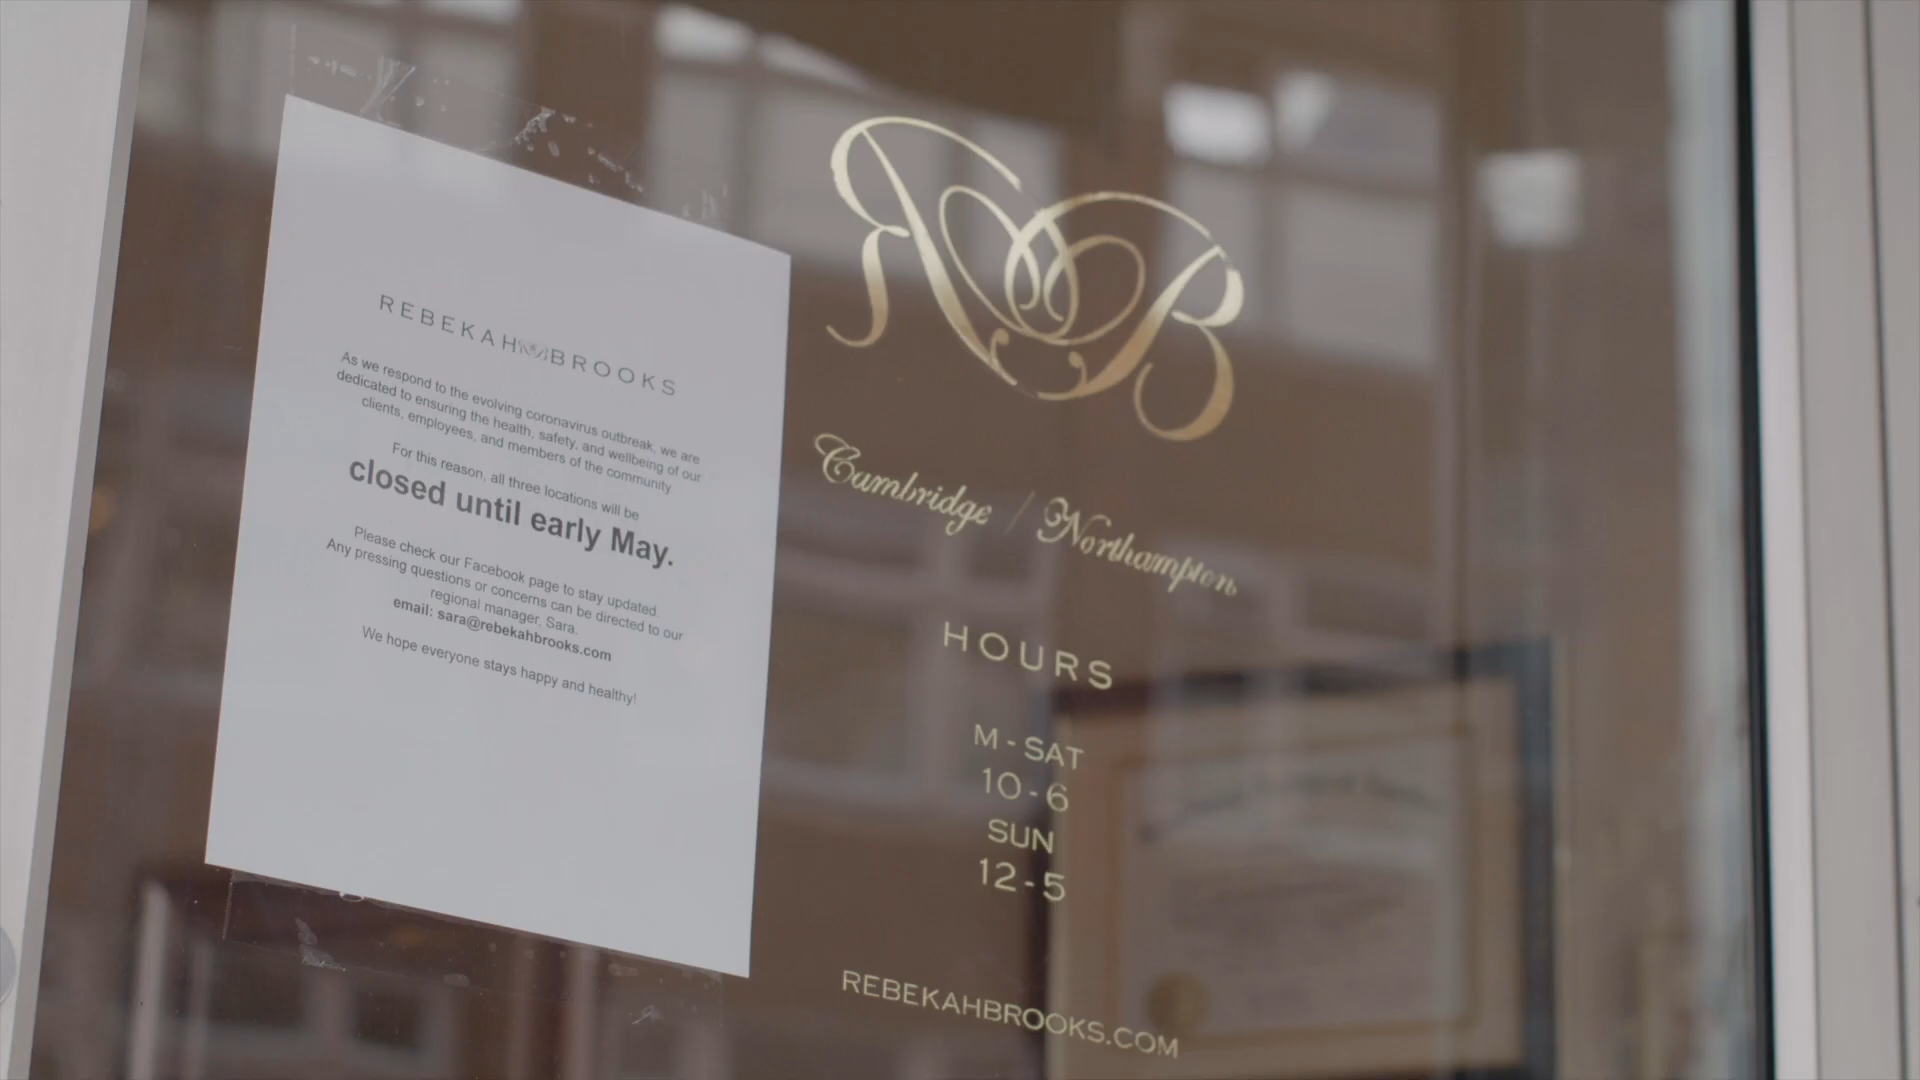 REBEKAH BROOKS
As we respond to the evolving coronavirus outbreak, we are
dedicated to ensuring the health, safety, and wellbeing of our
clients, employees, and members of the community
For this reason, all three locations will be
closed until early May.
Please check our Facebook page to stay updated.
Any pressing questions or concerns can be directed to our
regional manager, Sara.
email: sara@rebekahbrooks.com
We hope everyone stays happy and healthy!
RB
Cambridge / Northampton
HOURS
M - SAT
10 - 6
SUN
12 - 5
REBEKAHBROOKS.COM